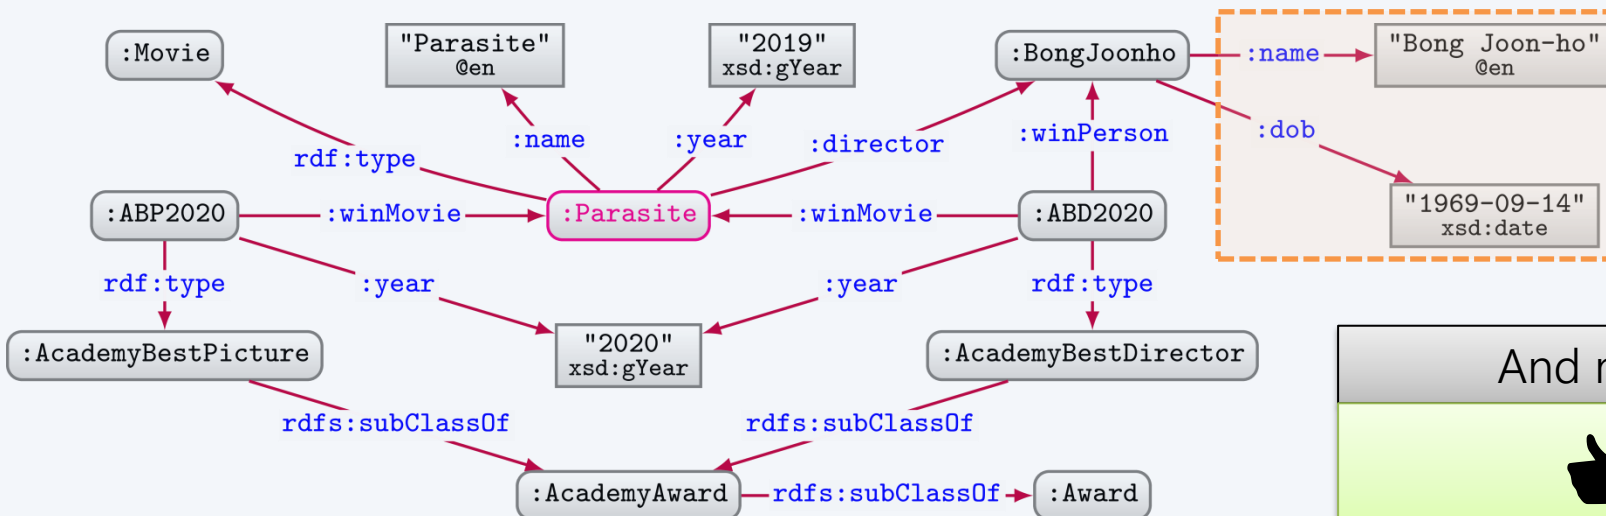 :Movie
"Parasite"
@en
"2019"
xsd:gYear
:BongJoonho
:name
"Bong Joon-ho"
@en
rdf:type
:name
:year
:director
:winPerson
:dob
:ABP2020
:winMovie
:Parasite
:winMovie
:ABD2020
"1969-09-14"
xsd:date
rdf:type
:year
:year
rdf:type
:AcademyBestPicture
"2020"
xsd:gYear
:AcademyBestDirector
rdfs:subClassOf
rdfs:subClassOf
:AcademyAward
rdfs:subClassOf
:Award
And